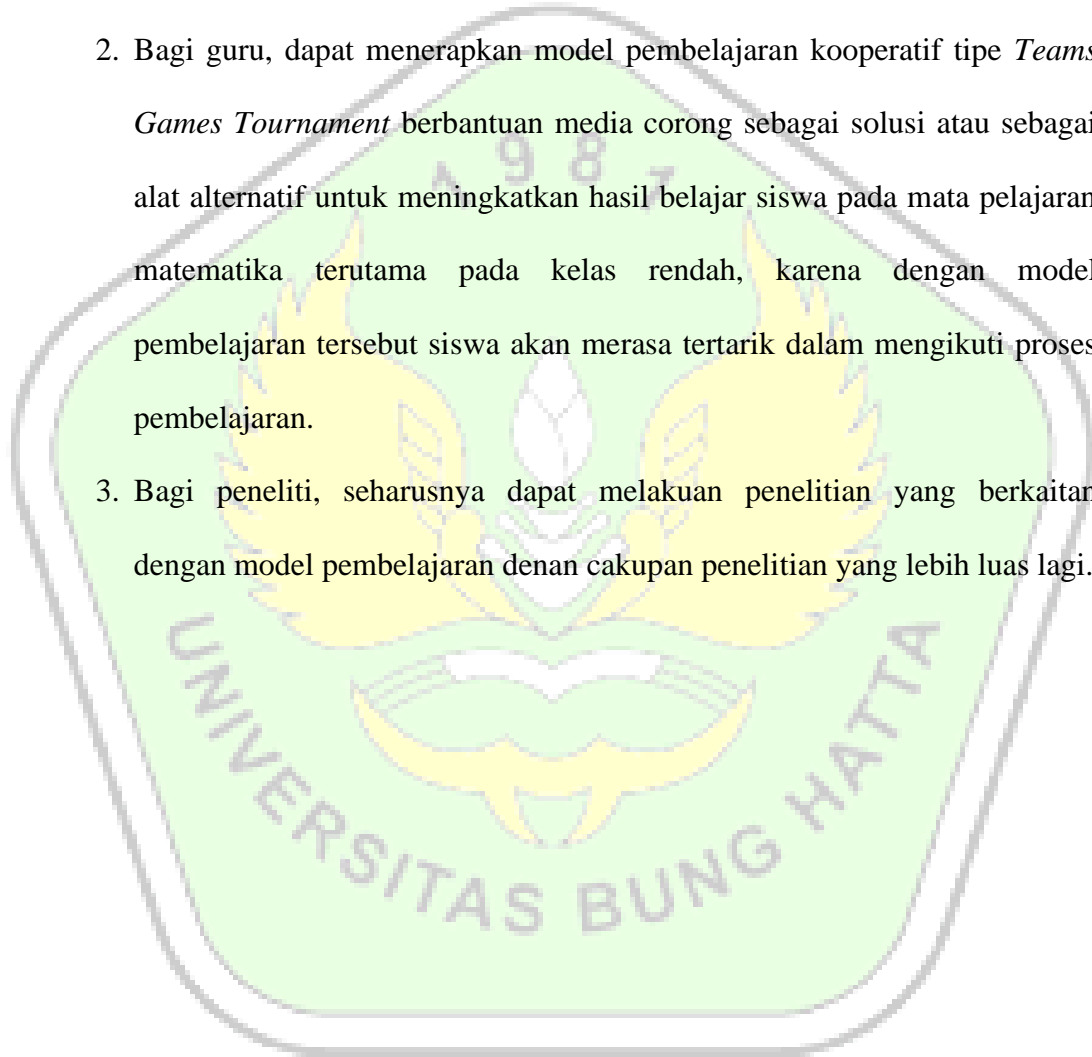 2. Bagi guru, dapat menerapkan model pembelajaran kooperatif tipe Teams
Games Tournament berbantuan media corong sebagai solusi atau sebagai
alat alternatif untuk meningkatkan hasil belajar siswa pada mata pelajaran
matematika terutama pada kelas rendah, karena dengan model
pembelajaran tersebut siswa akan merasa tertarik dalam mengikuti proses
pembelajaran.
3. Bagi peneliti, seharusnya dapat melakuan penelitian yang berkaitan
dengan model pembelajaran denan cakupan penelitian yang lebih luas lagi.
1981
UNIVERSITAS BUNG HATTA